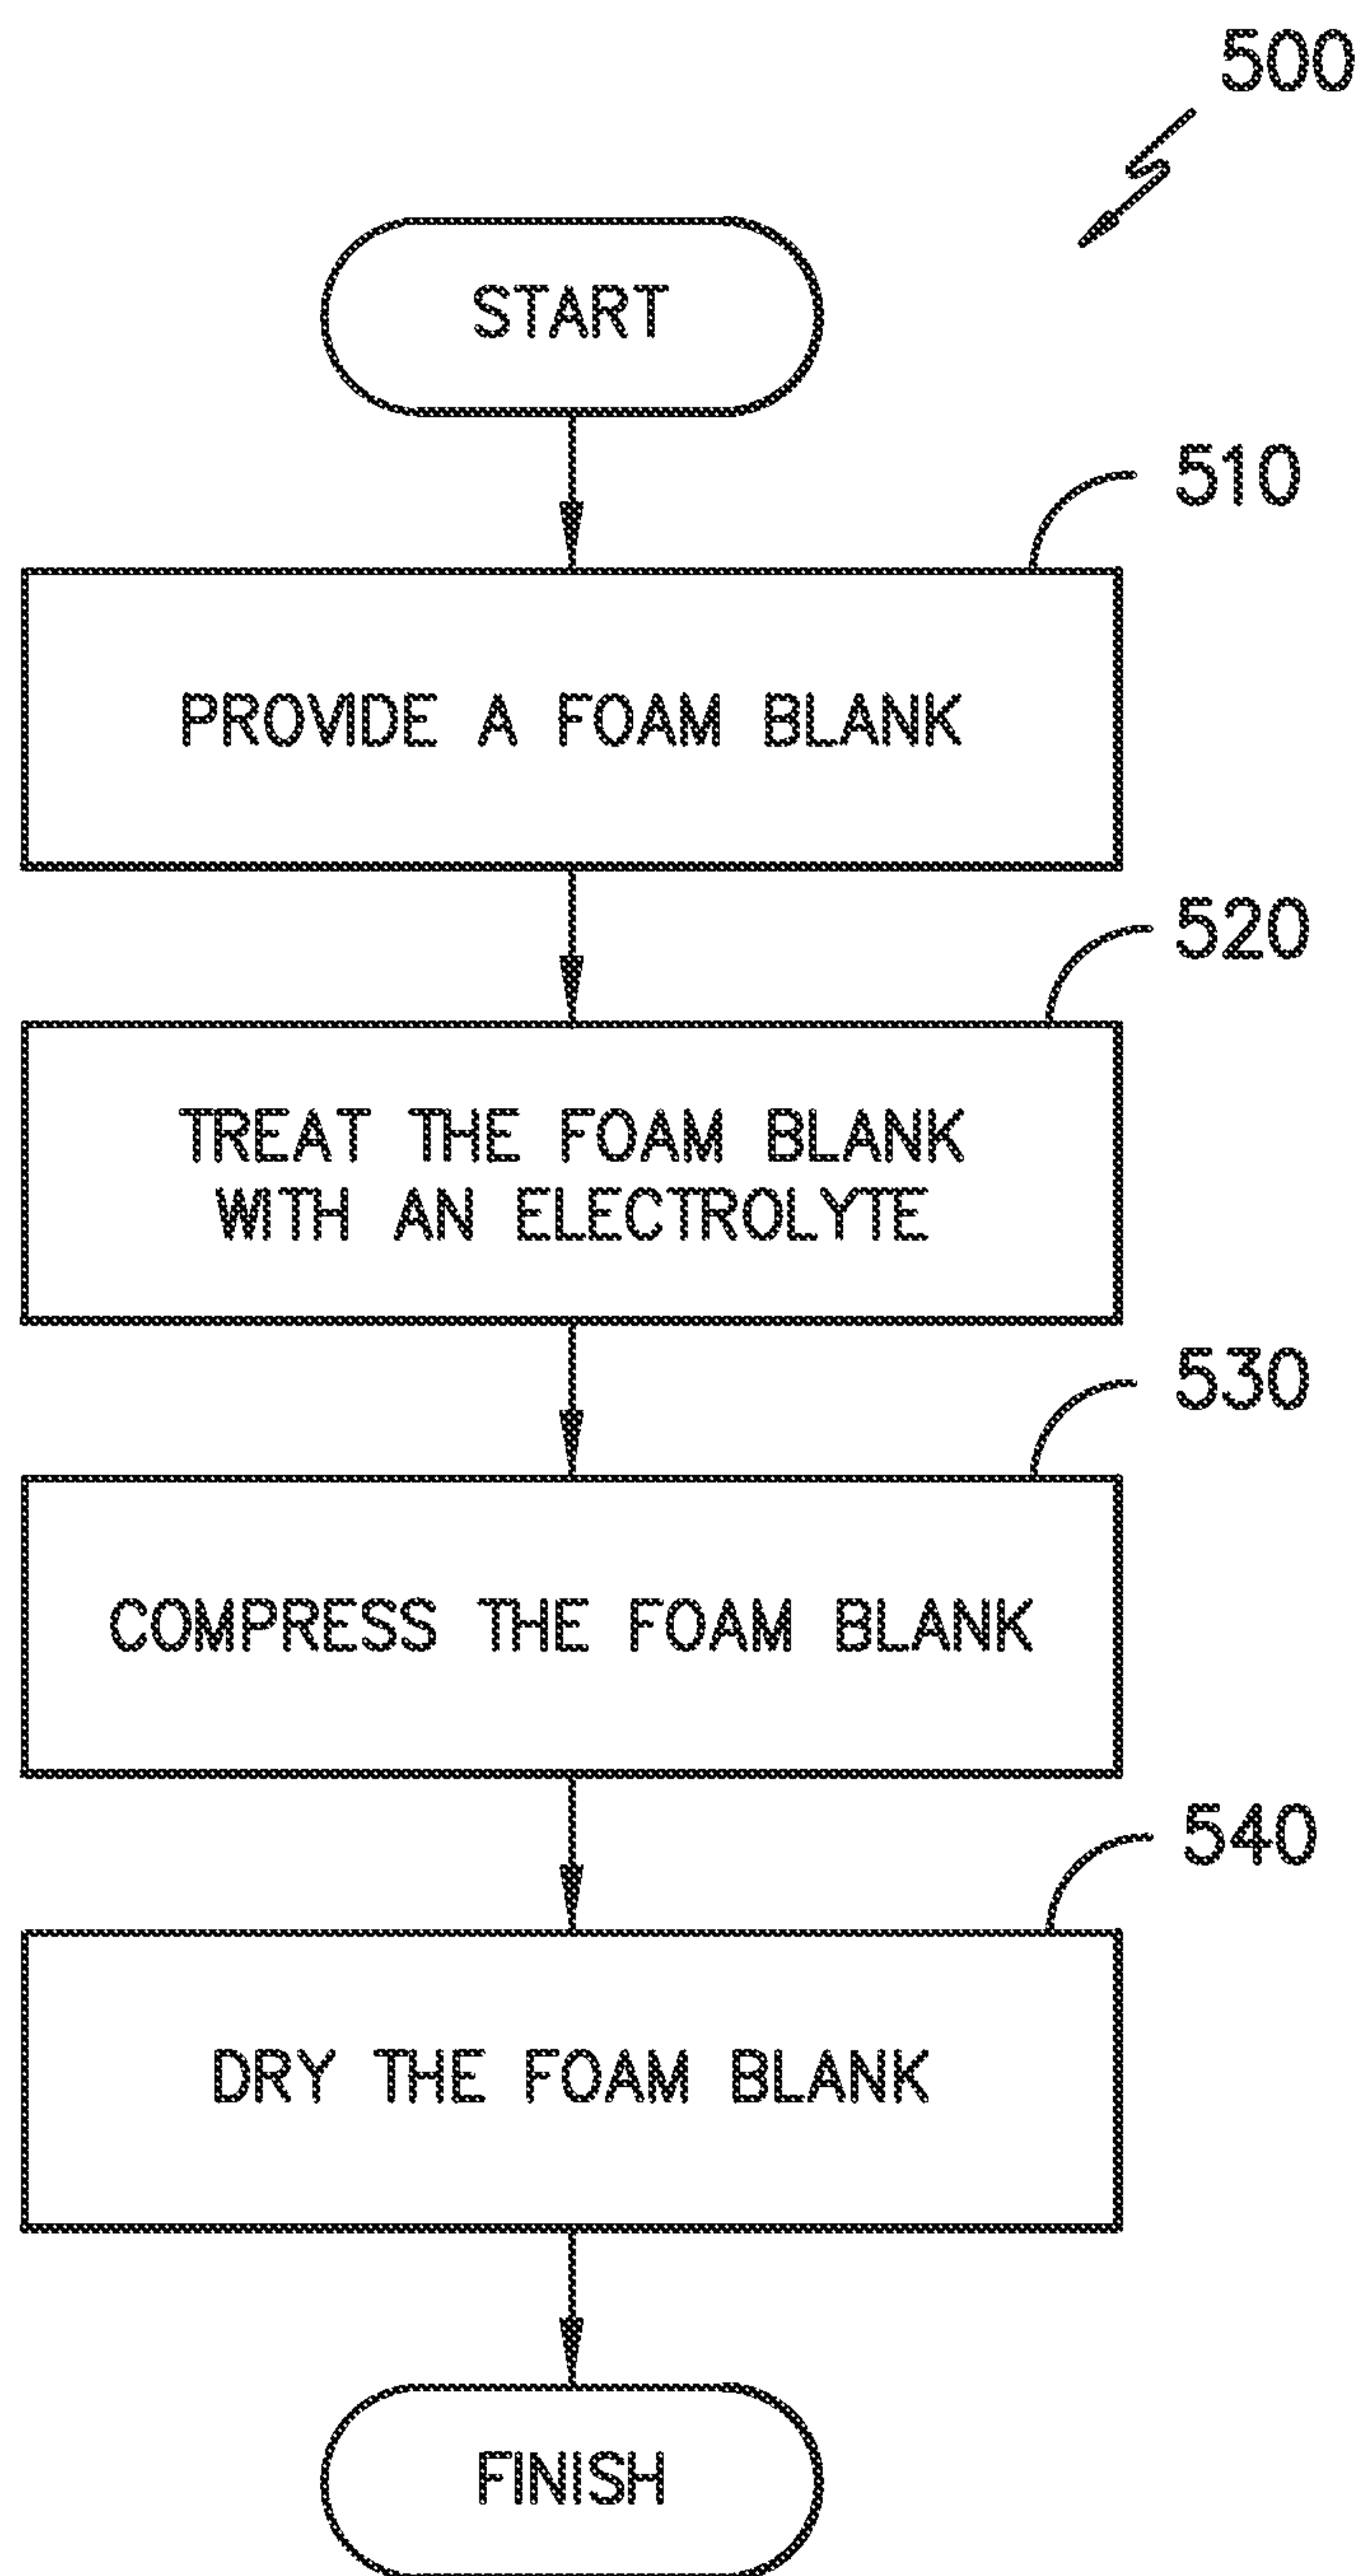 500
START
510
PROVIDE A FOAM BLANK
520
TREAT THE FOAM BLANK
WITH AN ELECTROLYTE
530
COMPRESS THE FOAM BLANK
540
DRY THE FOAM BLANK
FINISH